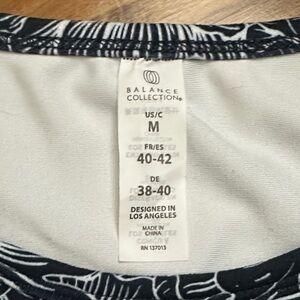 BALANCE
COLLECTION®
US/C
M
FR/ES
40-42
DE
38-40
DESIGNED IN
LOS ANGELES
MADE IN
CHINA
RN 137013